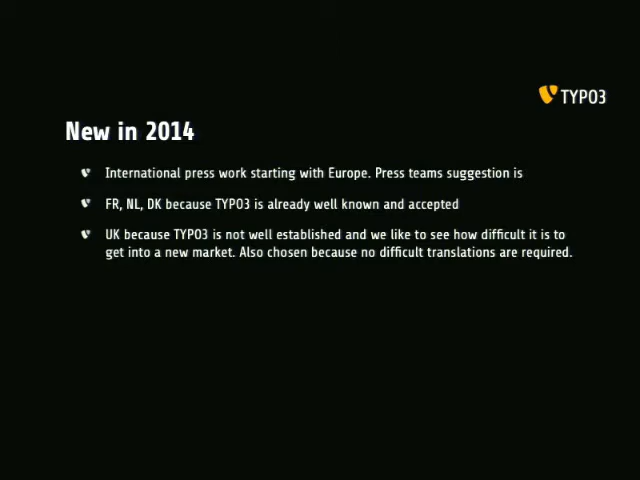 TYPO3
New in 2014
International press work starting with Europe. Press teams suggestion is
FR, NL, DK because TYPO3 is already well known and accepted
UK because TYPO3 is not well established and we like to see how difficult it is to
get into a new market. Also chosen because no difficult translations are required.